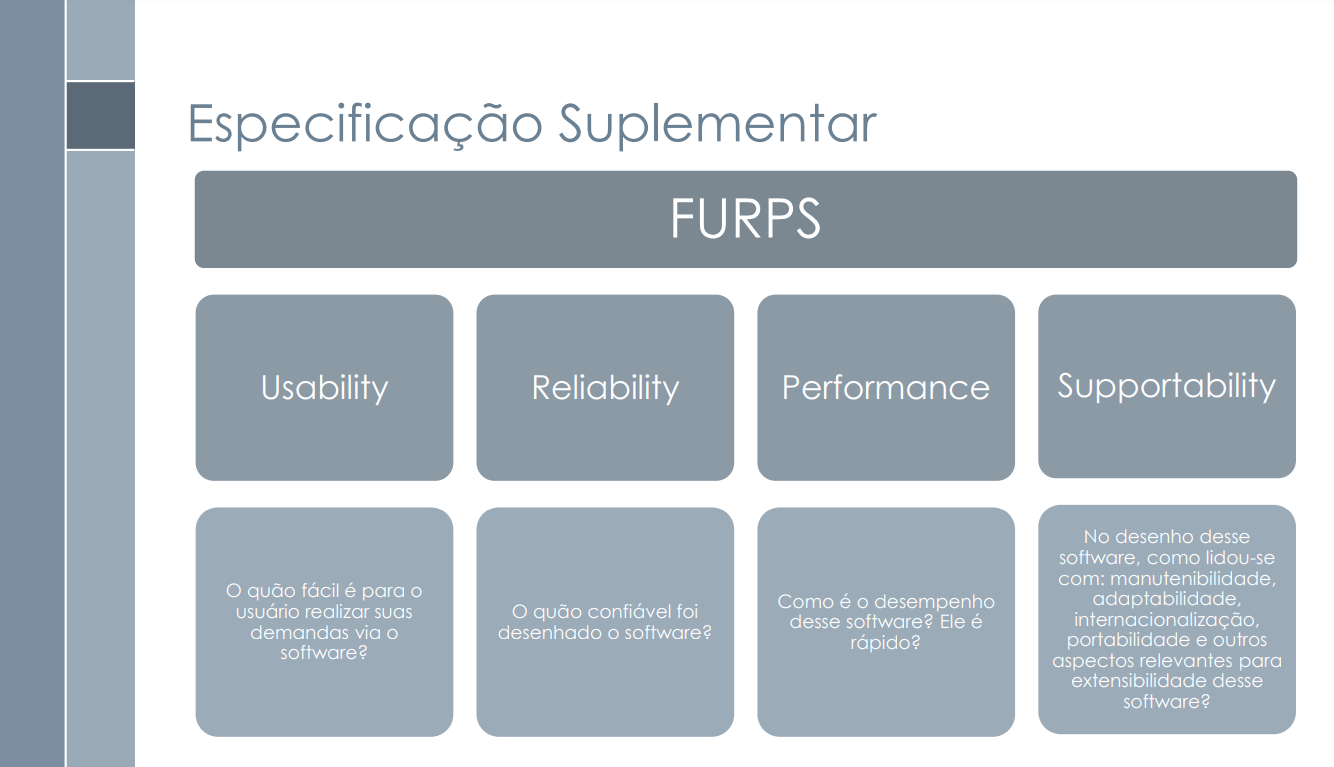 Especificação Suplementar
FURPS
Usability
Reliability
Performance
Supportability
O quão fácil é para o
usuário realizar suas
demandas via o
software?
O quão confiável foi
desenhado o software?
Como é o desempenho
desse software? Ele é
rápido?
No desenho desse
software, como lidou-se
com: manutenibilidade,
adaptabilidade,
internacionalização,
portabilidade e outros
aspectos relevantes para
extensibilidade desse
software?